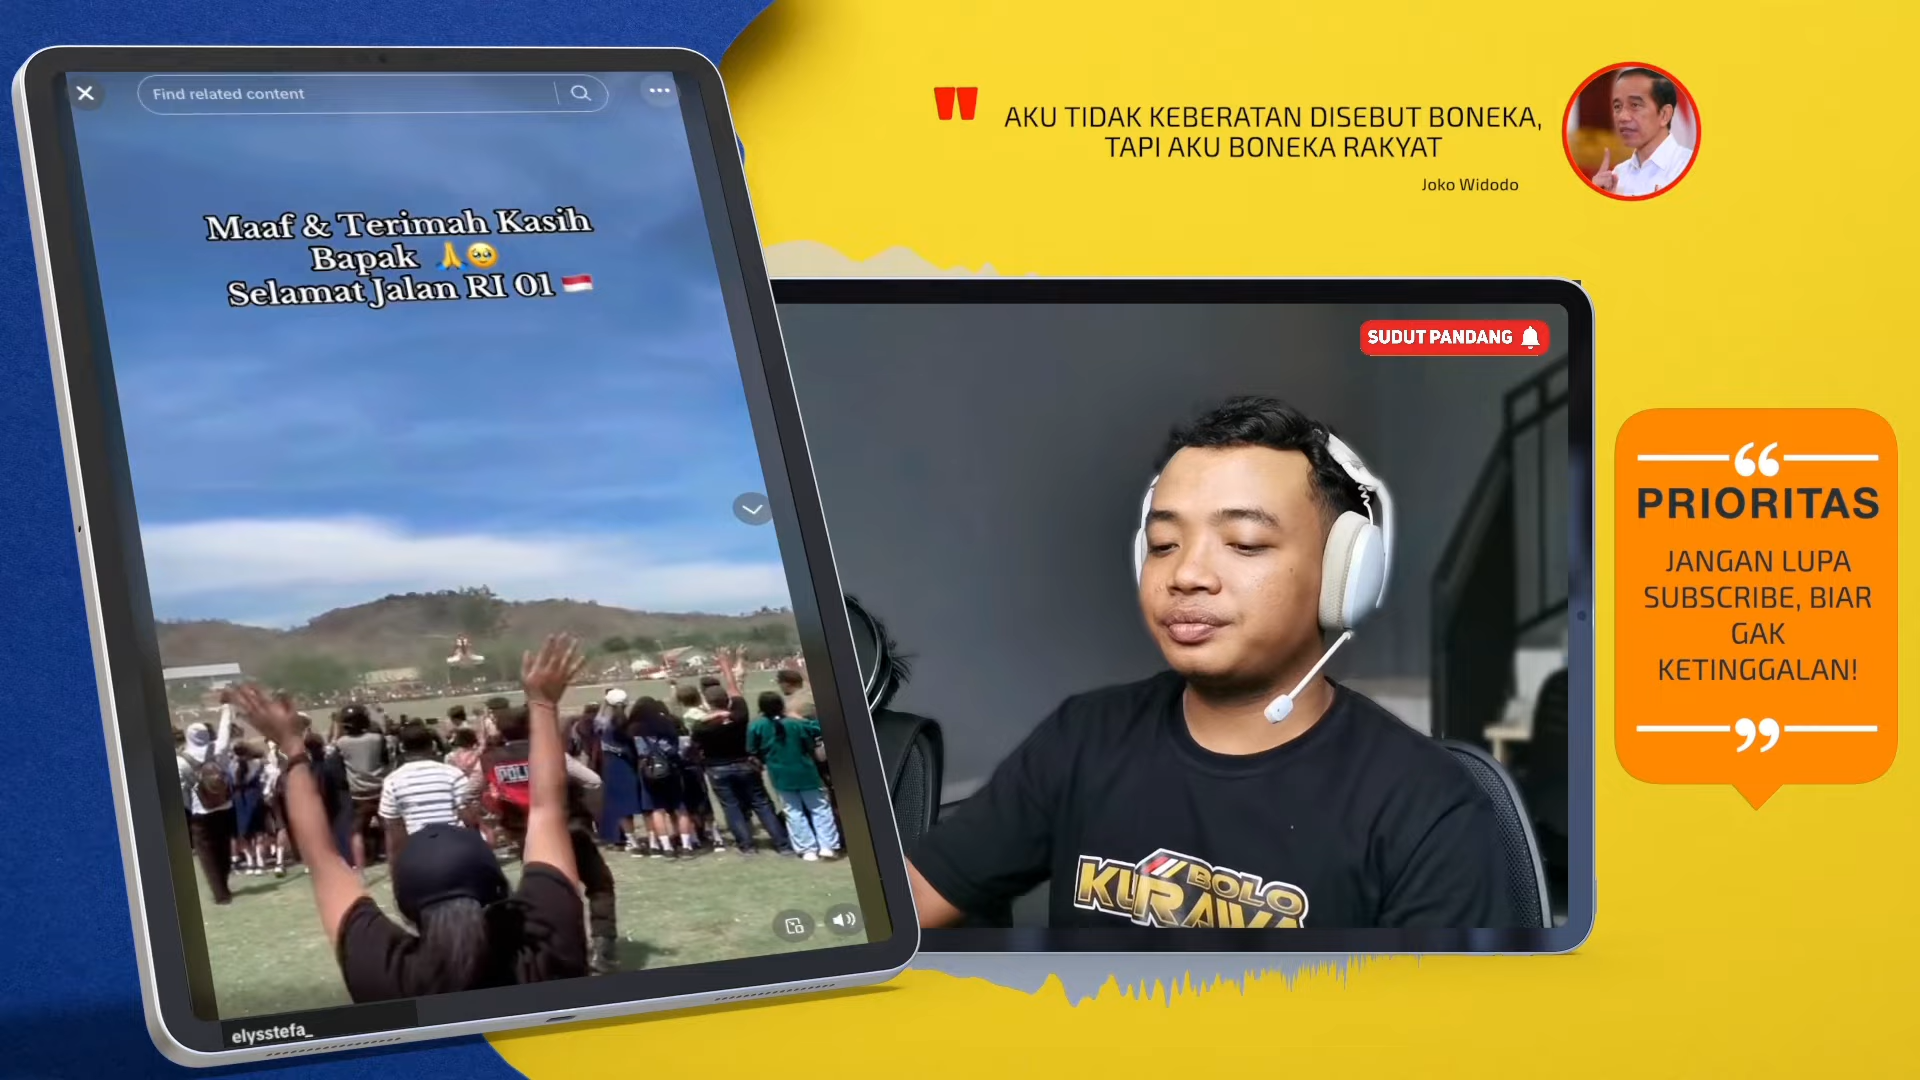 Find related content
Maaf & Terimah Kasih
Bapak 🙏🥹
Selamat Jalan RI 01 🇮🇩
elysstefa_
" AKU TIDAK KEBERATAN DISEBUT BONEKA,
TAPI AKU BONEKA RAKYAT
Joko Widodo
SUDUT PANDANG
BOLO
KURAWA
“
PRIORITAS
JANGAN LUPA
SUBSCRIBE, BIAR
GAK
KETINGGALAN!
”